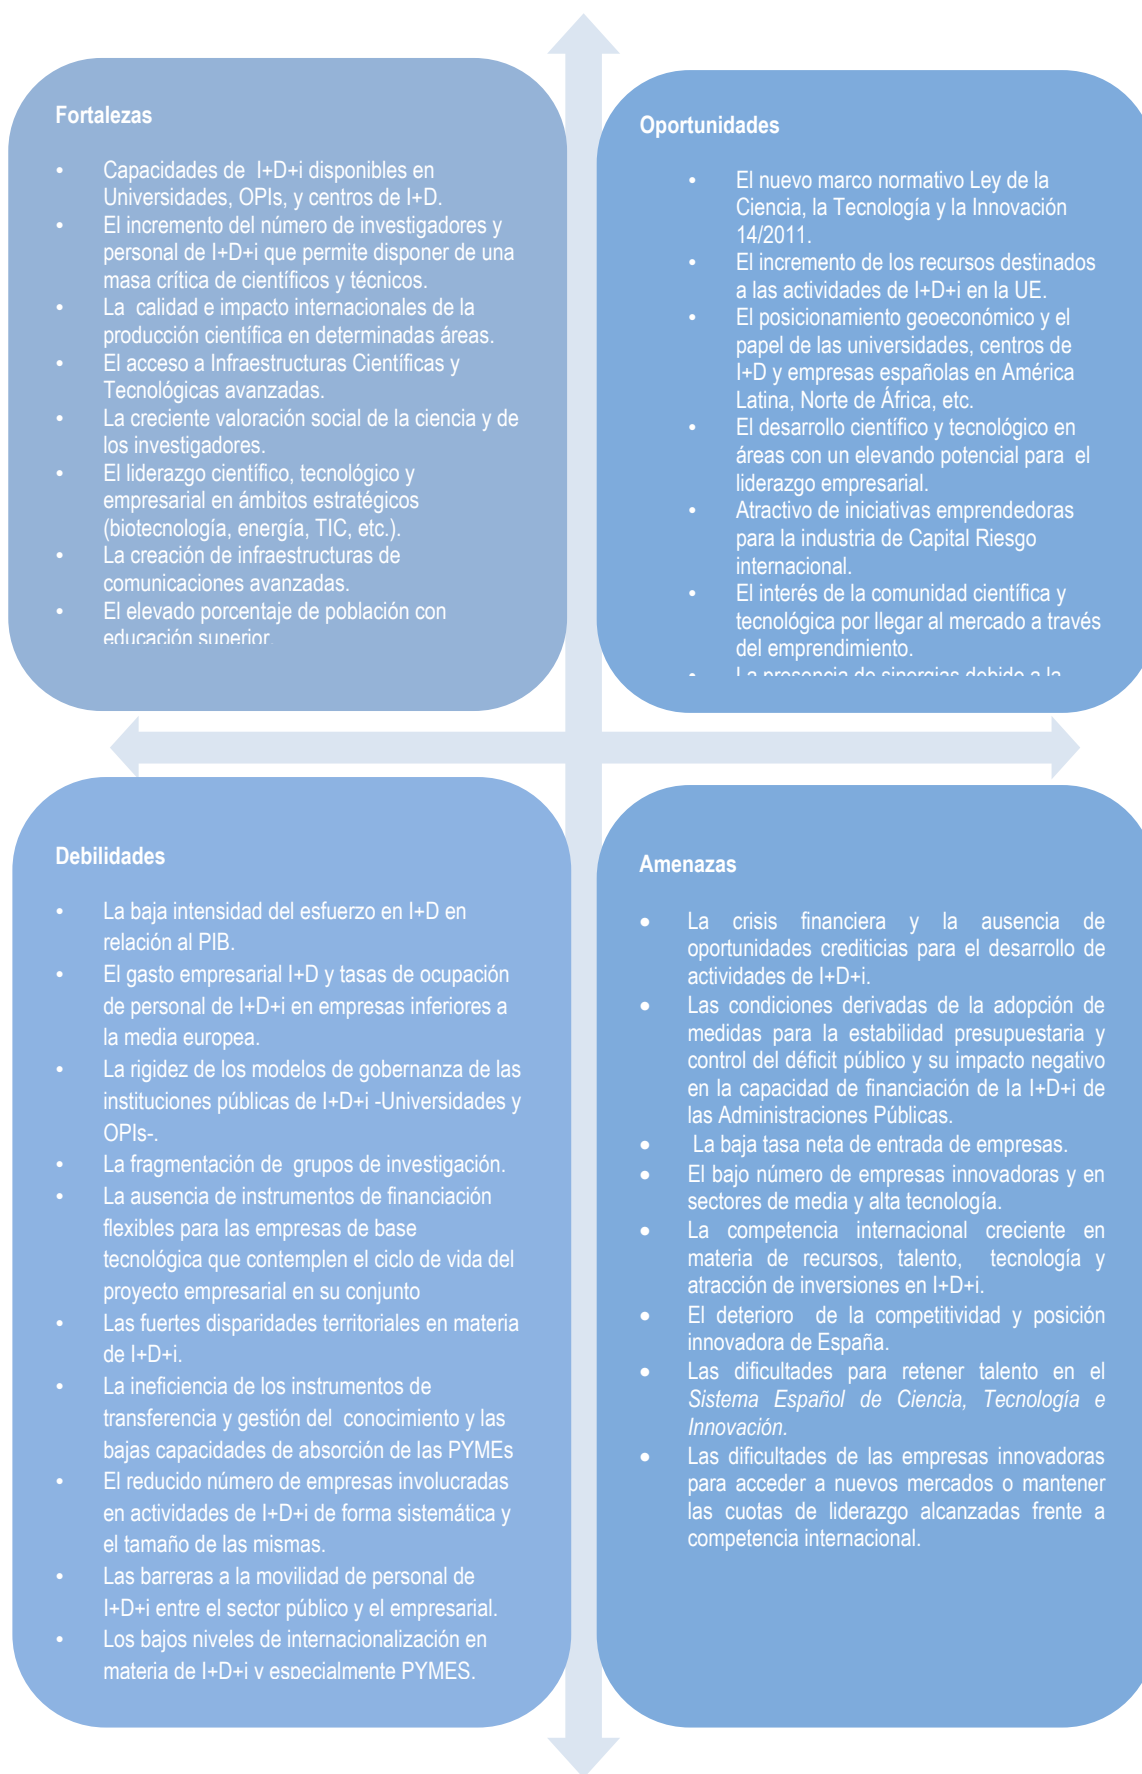 Fortalezas
• Capacidades de I+D+i disponibles en
Universidades, OPIs, y centros de I+D.
• El incremento del número de investigadores y
personal de I+D+i que permite disponer de una
masa crítica de científicos y técnicos.
• La calidad e impacto internacionales de la
producción científica en determinadas áreas.
• El acceso a Infraestructuras Científicas y
Tecnológicas avanzadas.
• La creciente valoración social de la ciencia y de
los investigadores.
• El liderazgo científico, tecnológico y
empresarial en ámbitos estratégicos
(biotecnología, energía, TIC, etc.).
• La creación de infraestructuras de
comunicaciones avanzadas.
• El elevado porcentaje de población con
educación superior.
Oportunidades
• El nuevo marco normativo Ley de la
Ciencia, la Tecnología y la Innovación
14/2011.
• El incremento de los recursos destinados
a las actividades de I+D+i en la UE.
• El posicionamiento geoeconómico y el
papel de las universidades, centros de
I+D y empresas españolas en América
Latina, Norte de África, etc.
• El desarrollo científico y tecnológico en
áreas con un elevando potencial para el
liderazgo empresarial.
• Atractivo de iniciativas emprendedoras
para la industria de Capital Riesgo
internacional.
• El interés de la comunidad científica y
tecnológica por llegar al mercado a través
del emprendimiento.
• La presencia de sinergias debido a la
Debilidades
• La baja intensidad del esfuerzo en I+D en
relación al PIB.
• El gasto empresarial I+D y tasas de ocupación
de personal de I+D+i en empresas inferiores a
la media europea.
• La rigidez de los modelos de gobernanza de las
instituciones públicas de I+D+i -Universidades y
OPIs-.
• La fragmentación de grupos de investigación.
• La ausencia de instrumentos de financiación
flexibles para las empresas de base
tecnológica que contemplen el ciclo de vida del
proyecto empresarial en su conjunto
• Las fuertes disparidades territoriales en materia
de I+D+i.
• La ineficiencia de los instrumentos de
transferencia y gestión del conocimiento y las
bajas capacidades de absorción de las PYMEs
• El reducido número de empresas involucradas
en actividades de I+D+i de forma sistemática y
el tamaño de las mismas.
• Las barreras a la movilidad de personal de
I+D+i entre el sector público y el empresarial.
• Los bajos niveles de internacionalización en
materia de I+D+i y especialmente PYMES.
Amenazas
• La crisis financiera y la ausencia de
oportunidades crediticias para el desarrollo de
actividades de I+D+i.
• Las condiciones derivadas de la adopción de
medidas para la estabilidad presupuestaria y
control del déficit público y su impacto negativo
en la capacidad de financiación de la I+D+i de
las Administraciones Públicas.
• La baja tasa neta de entrada de empresas.
• El bajo número de empresas innovadoras y en
sectores de media y alta tecnología.
• La competencia internacional creciente en
materia de recursos, talento, tecnología y
atracción de inversiones en I+D+i.
• El deterioro de la competitividad y posición
innovadora de España.
• Las dificultades para retener talento en el
Sistema Español de Ciencia, Tecnología e
Innovación.
• Las dificultades de las empresas innovadoras
para acceder a nuevos mercados o mantener
las cuotas de liderazgo alcanzadas frente a
competencia internacional.